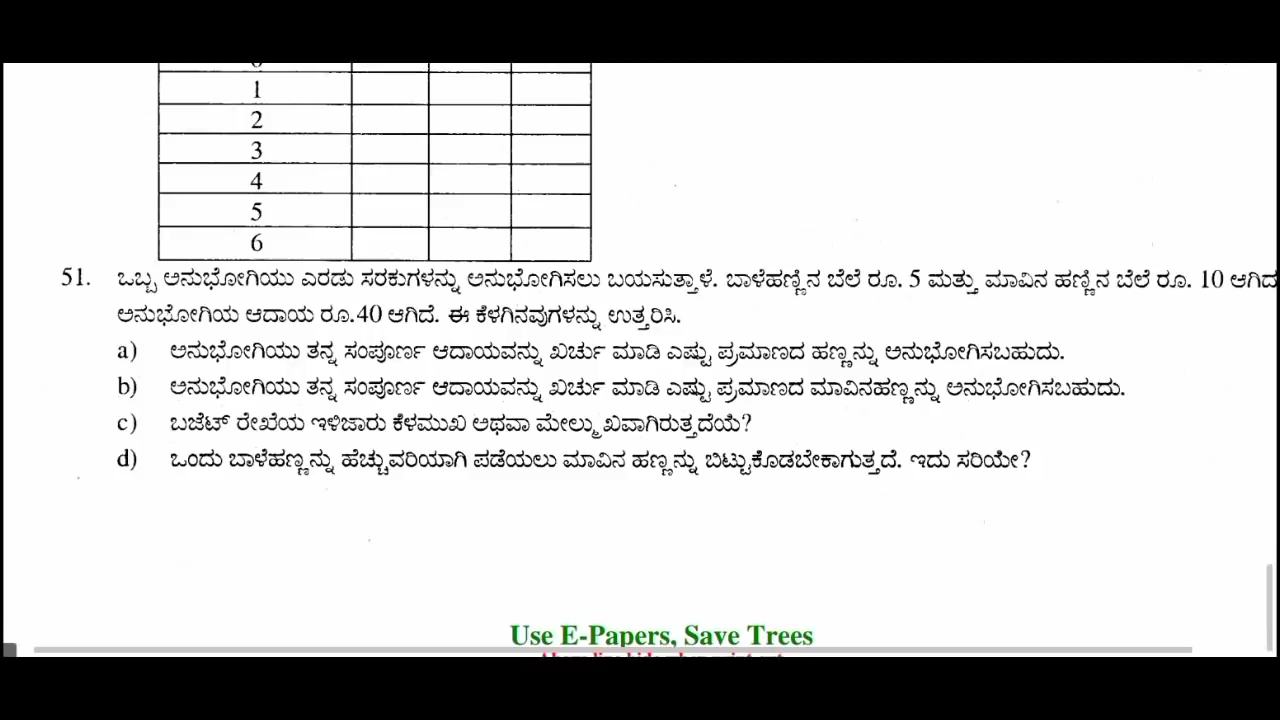 1
2
3
4
5
6
51. ಒಬ್ಬ ಅನುಭೋಗಿಯು ಎರಡು ಸರಕುಗಳನ್ನು ಅನುಭೋಗಿಸಲು ಬಯಸುತ್ತಾಳೆ. ಬಾಳೆಹಣ್ಣಿನ ಬೆಲೆ ರೂ. 5 ಮತ್ತು ಮಾವಿನ ಹಣ್ಣಿನ ಬೆಲೆ ರೂ. 10
ಅನುಭೋಗಿಯ ಆದಾಯ ರೂ.40 ಆಗಿದೆ. ಈ ಕೆಳಗಿನವುಗಳನ್ನು ಉತ್ತರಿಸಿ.
a) ಅನುಭೋಗಿಯು ತನ್ನ ಸಂಪೂರ್ಣ ಆದಾಯವನ್ನು ಖರ್ಚು ಮಾಡಿ ಎಷ್ಟು ಪ್ರಮಾಣದ ಹಣ್ಣನ್ನು ಅನುಭೋಗಿಸಬಹುದು.
b) ಅನುಭೋಗಿಯು ತನ್ನ ಸಂಪೂರ್ಣ ಆದಾಯವನ್ನು ಖರ್ಚು ಮಾಡಿ ಎಷ್ಟು ಪ್ರಮಾಣದ ಮಾವಿನಹಣ್ಣನ್ನು ಅನುಭೋಗಿಸಬಹುದು.
c) ಬಜೆಟ್ ರೇಖೆಯ ಇಳಿಜಾರು ಕೆಳಮುಖ ಅಥವಾ ಮೇಲ್ಮುಖವಾಗಿರುತ್ತದೆಯೆ?
d) ಒಂದು ಬಾಳೆಹಣ್ಣನ್ನು ಹೆಚ್ಚುವರಿಯಾಗಿ ಪಡೆಯಲು ಮಾವಿನ ಹಣ್ಣನ್ನು ಬಿಟ್ಟುಕೊಡಬೇಕಾಗುತ್ತದೆ. ಇದು ಸರಿಯೇ?
Use E-Papers, Save Trees